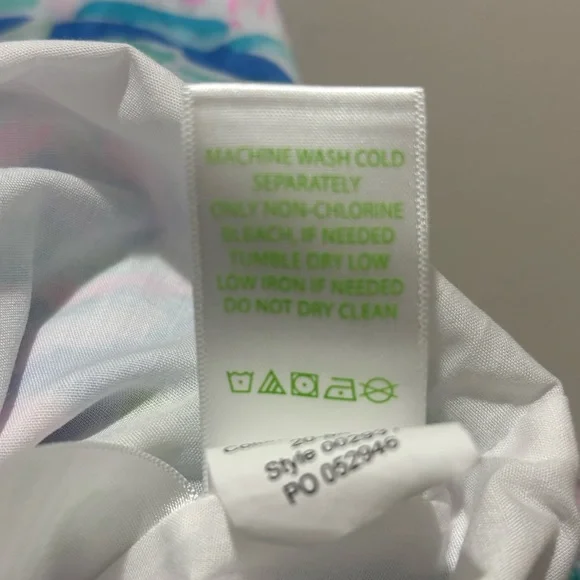 MACHINE WASH COLD
SEPARATELY
ONLY NON-CHLORINE
BLEACH, IF NEEDED
TUMBLE DRY LOW
LOW IRON IF NEEDED
DO NOT DRY CLEAN
Style
PO 052946